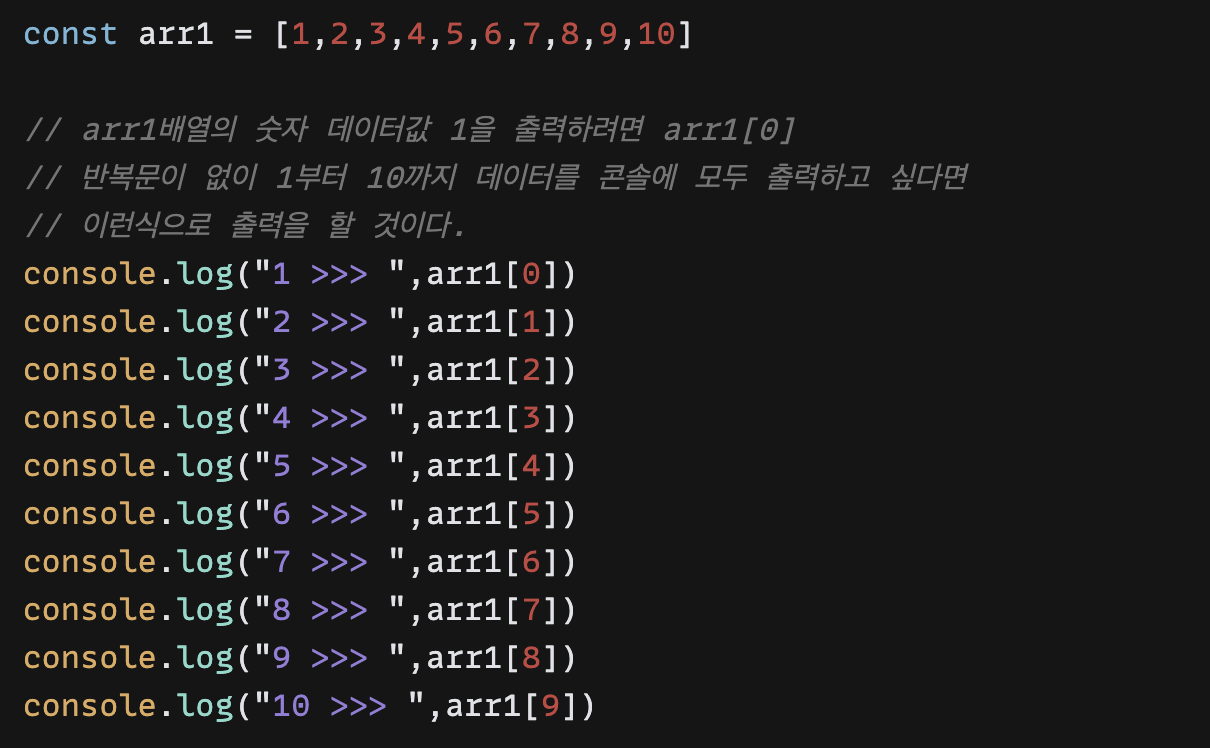 const arr1 = [1,2,3,4,5,6,7,8,9,10]
// arr1배열의 숫자 데이터값 1을 출력하려면 arr1[0]
// 반복문이 없이 1부터 10까지 데이터를 콘솔에 모두 출력하고 싶다면
// 이런식으로 출력을 할 것이다.
console.log("1 >>> ",arr1[0])
console.log("2 >>> ",arr1[1])
console.log("3 >>> ",arr1[2])
console.log("4 >>> ",arr1[3])
console.log("5 >>> ",arr1[4])
console.log("6 >>> ",arr1[5])
console.log("7 >>> ",arr1[6])
console.log("8 >>> ",arr1[7])
console.log("9 >>> ",arr1[8])
console.log("10 >>> ",arr1[9])